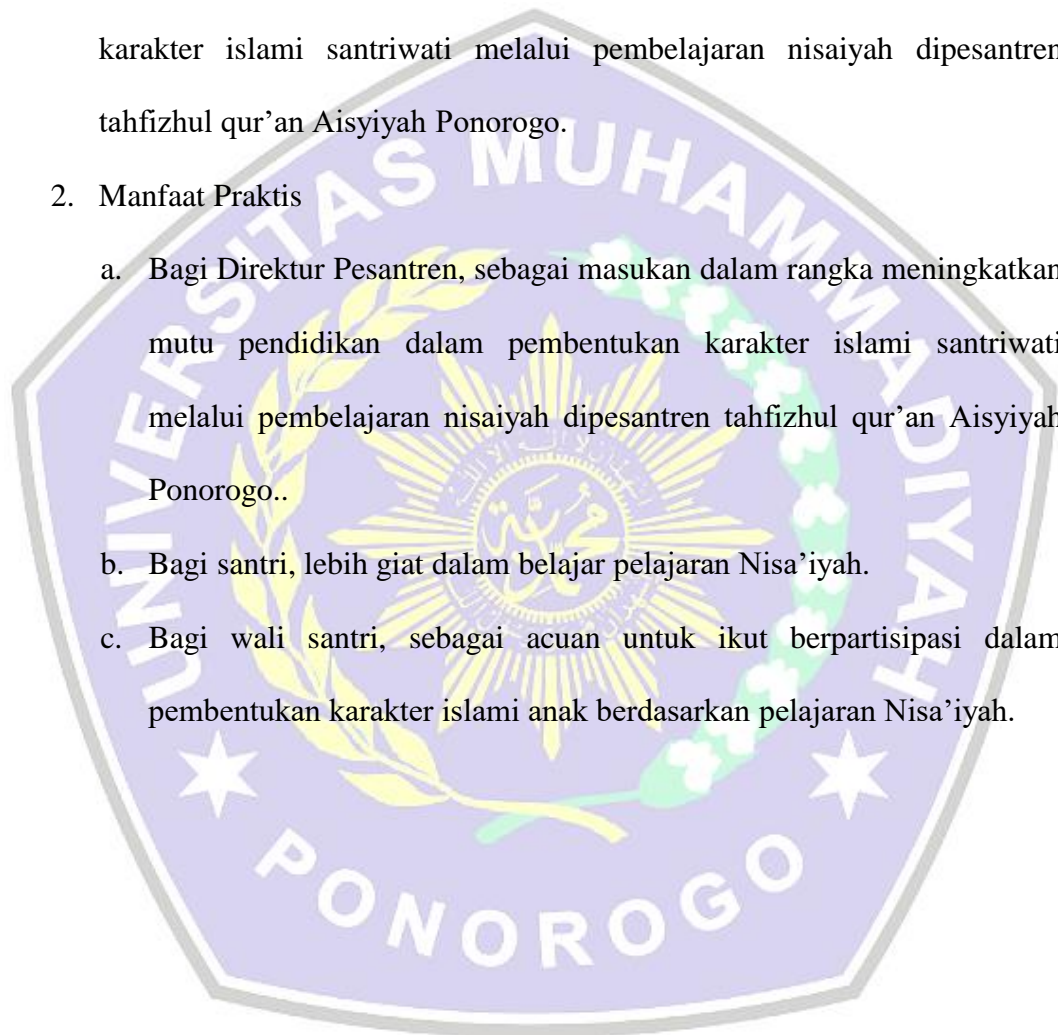 karakter islami santriwati melalui pembelajaran nisaiyah dipesantren
tahfizhul qur’an Aisyiyah Ponorogo.
2. Manfaat Praktis
a. Bagi Direktur Pesantren, sebagai masukan dalam rangka meningkatkan
mutu pendidikan dalam pembentukan karakter islami santriwati
melalui pembelajaran nisaiyah dipesantren tahfizhul qur’an Aisyiyah
Ponorogo..
b. Bagi santri, lebih giat dalam belajar pelajaran Nisa’iyah.
c. Bagi wali santri, sebagai acuan untuk ikut berpartisipasi dalam
pembentukan karakter islami anak berdasarkan pelajaran Nisa’iyah.
UNIVERSITAS MUHAMMADIYAH
PONOROGO